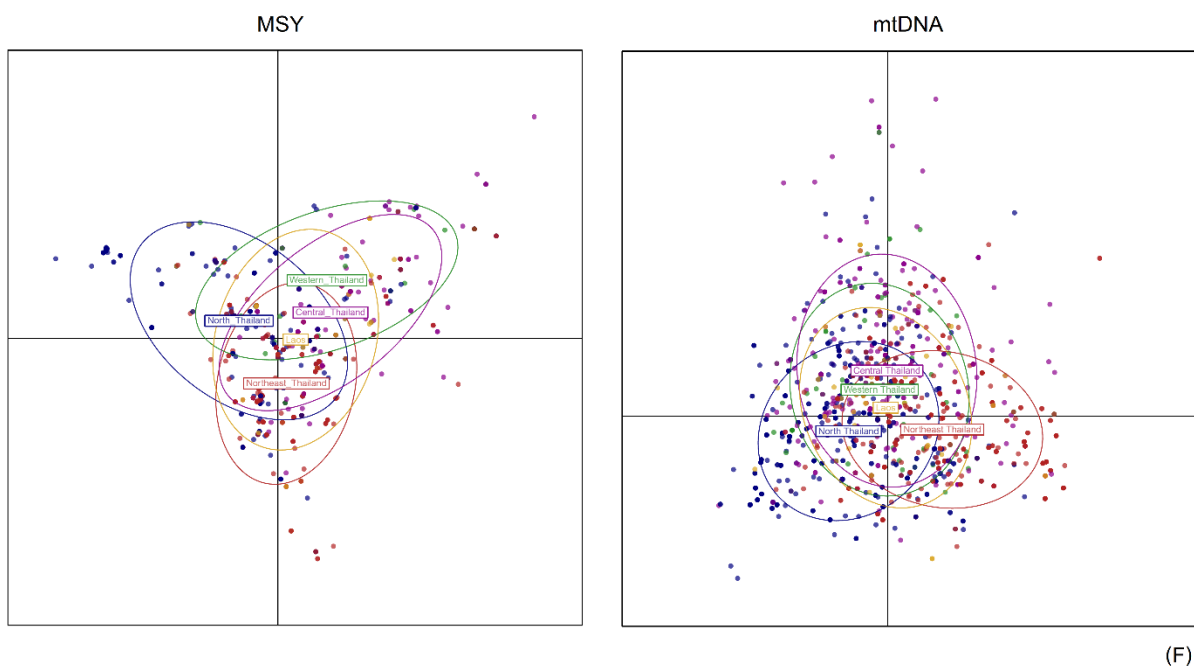 MSY
mtDNA
Western_Thailand
Central_Thailand
North_Thailand
Laos
Northeast_Thailand
Central Thailand
Western Thailand
Laos
North Thailand
Northeast Thailand
(F)